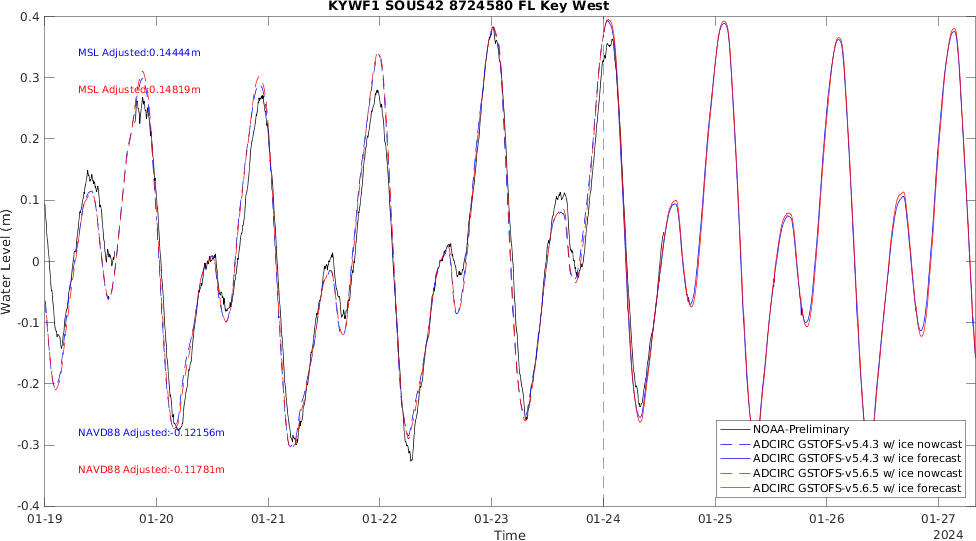 KYWF1 SOUS42 8724580 FL Key West
0.4
0.3
0.2
0.1
0
-0.1
-0.2
-0.3
-0.4
Water Level (m)
MSL Adjusted:0.14444m
MSL Adjusted:0.14819m
NAVD88 Adjusted:-0.12156m
NAVD88 Adjusted:-0.11781m
NOAA-Preliminary
ADCIRC GSTOFS-v5.4.3 w/ ice nowcast
ADCIRC GSTOFS-v5.4.3 w/ ice forecast
ADCIRC GSTOFS-v5.6.5 w/ ice nowcast
ADCIRC GSTOFS-v5.6.5 w/ ice forecast
01-19 01-20 01-21 01-22 01-23 01-24 01-25 01-26 01-27
Time
2024